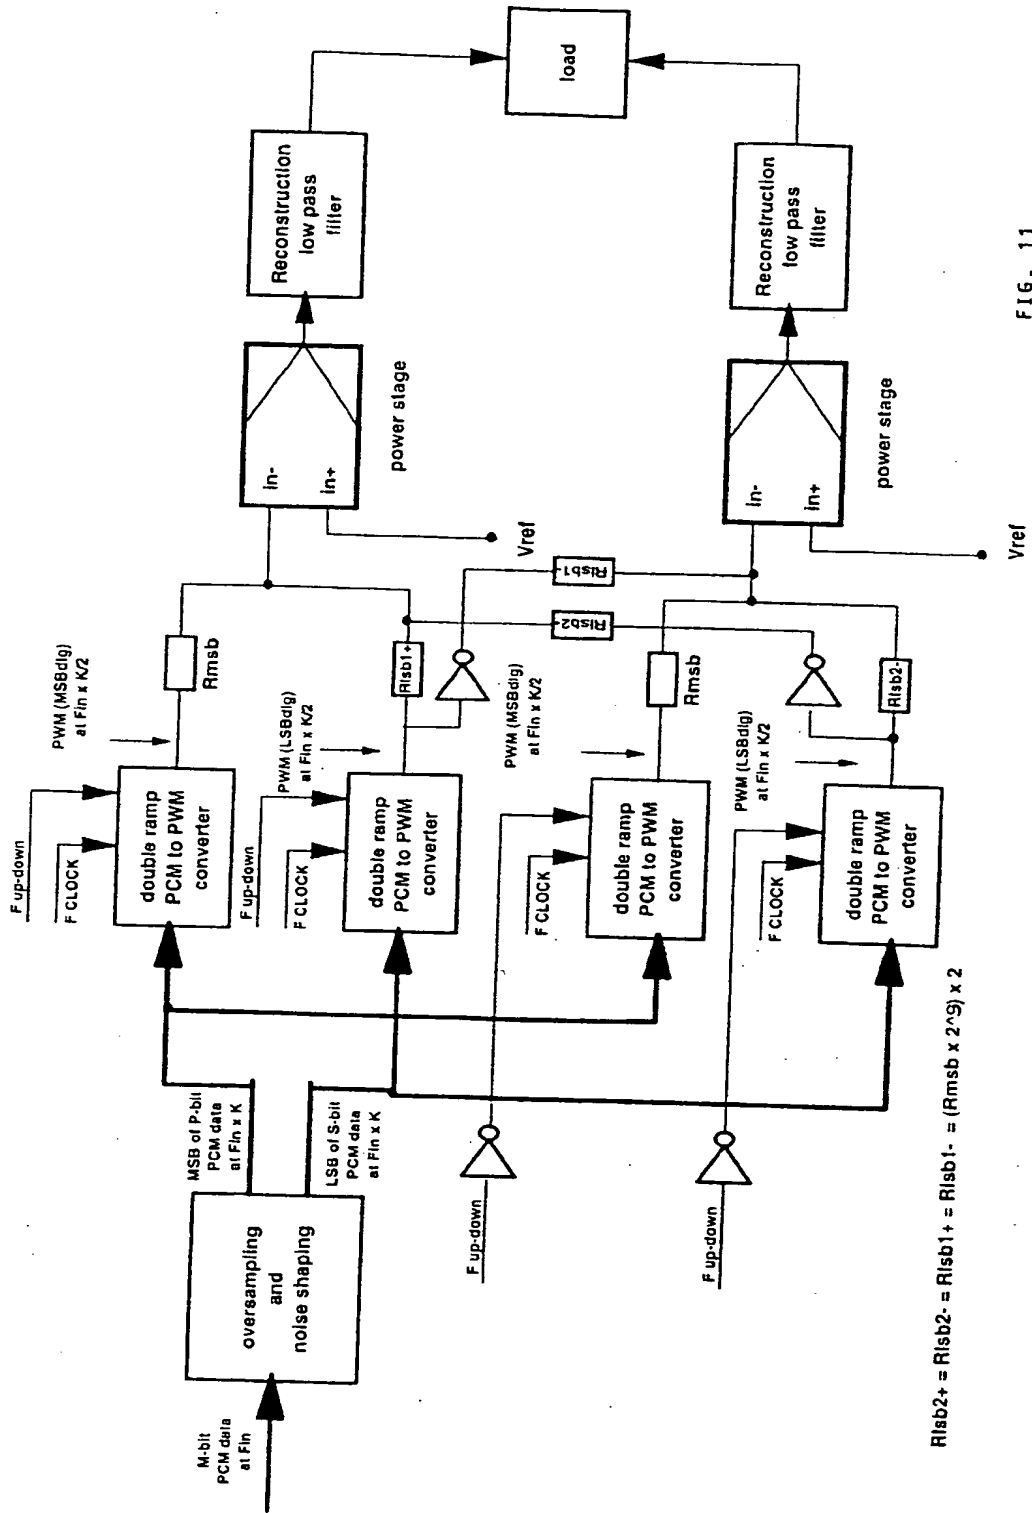 M-bit
PCM data
at Fin
oversampling
and
noise shaping
MSB of P-bit
PCM data
at Fin x K
LSB of S-bit
PCM data
at Fin x K
F up-down
F CLOCK
double ramp
PCM to PWM
converter
PWM (MSBdig)
at Fin x K/2
Rmsb
F up-down
F CLOCK
double ramp
PCM to PWM
converter
PWM (LSBdig)
at Fin x K/2
Rlsb1+
F up-down
F CLOCK
double ramp
PCM to PWM
converter
PWM (MSBdig)
at Fin x K/2
Rmsb
F up-down
F CLOCK
double ramp
PCM to PWM
converter
PWM (LSBdig)
at Fin x K/2
Rlsb2-
Rlsb1-
Rlsb2+
In-
In+
power stage
Vref
In-
In+
power stage
Vref
Reconstruction
low pass
filter
Reconstruction
low pass
filter
load
Rlsb2+ = Rlsb2- = Rlsb1+ = Rlsb1- = (Rmsb x 2^9) x 2
FIG. 11